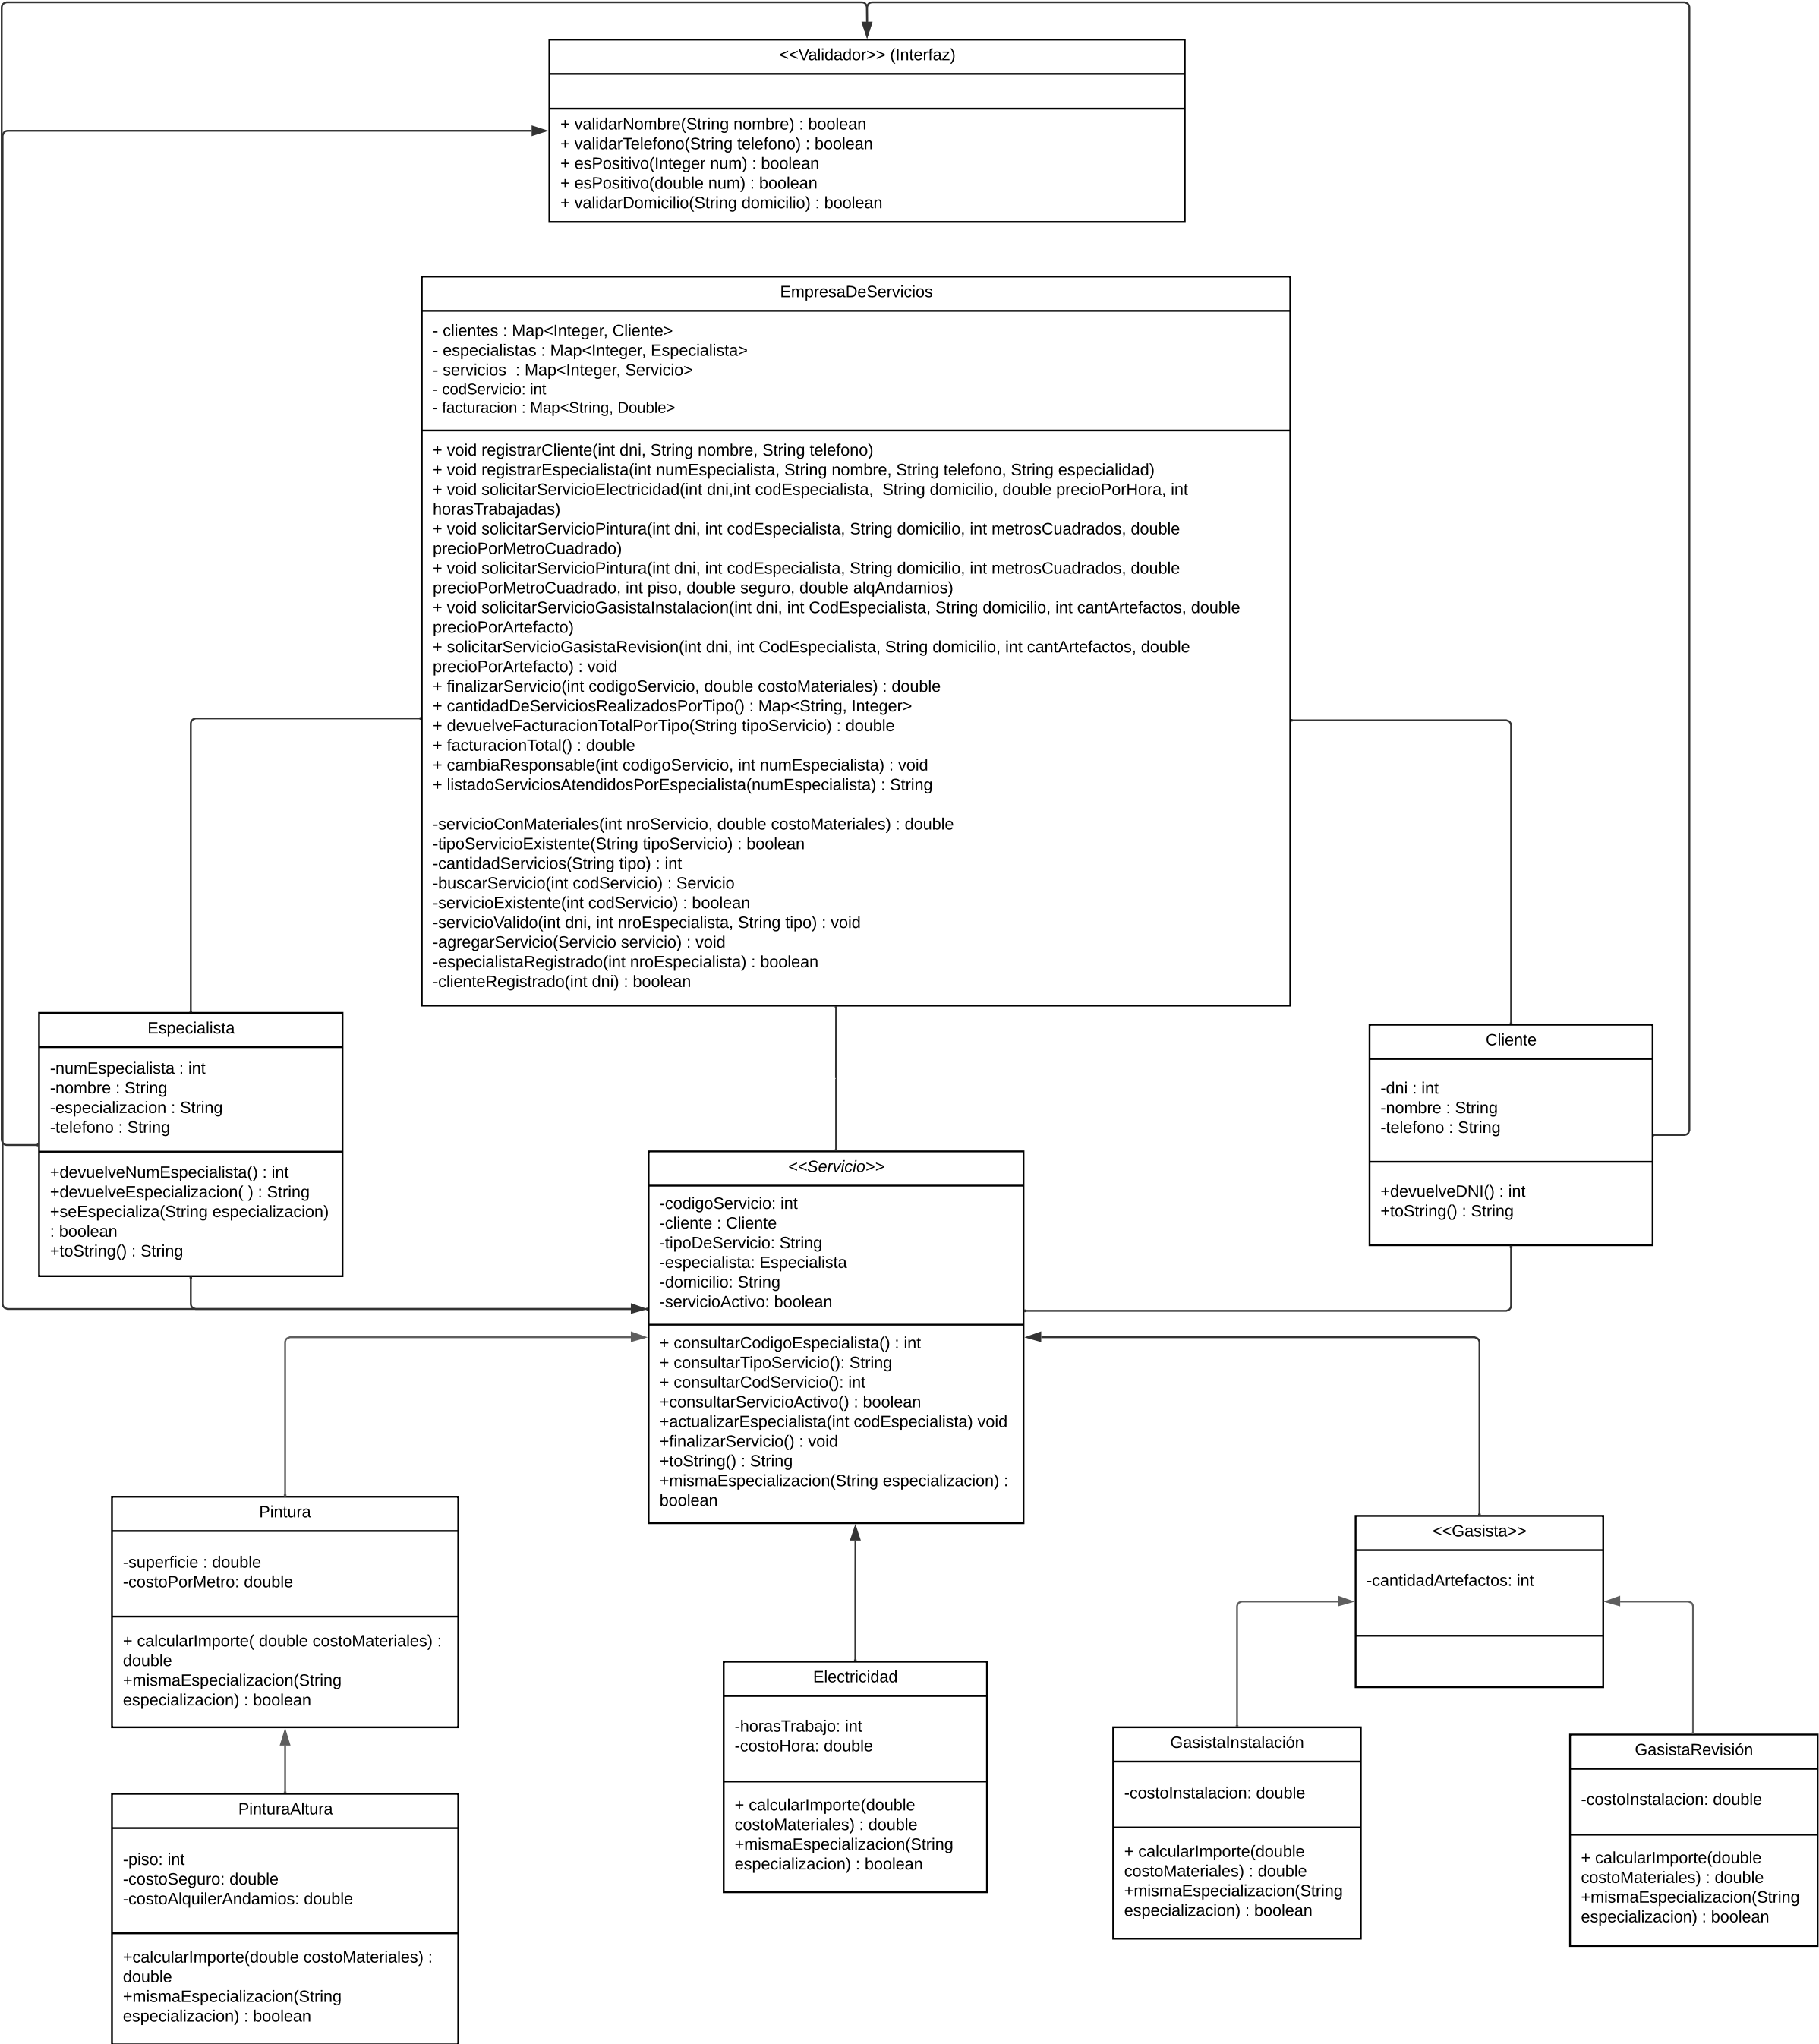 <<Validador>> (Interfaz)
+ validarNombre(String nombre) : boolean
+ validarTelefono(String telefono) : boolean
+ esPositivo(Integer num) : boolean
+ esPositivo(double num) : boolean
+ validarDomicilio(String domicilio) : boolean
EmpresaDeServicios
- clientes : Map<Integer, Cliente>
- especialistas : Map<Integer, Especialista>
- servicios  : Map<Integer, Servicio>
- codServicio: int
- facturacion : Map<String, Double>
+ void registrarCliente(int dni, String nombre, String telefono)
+ void registrarEspecialista(int numEspecialista, String nombre, String telefono, String especialidad)
+ void solicitarServicioElectricidad(int dni,int codEspecialista,  String domicilio, double precioPorHora, int
horasTrabajadas)
+ void solicitarServicioPintura(int dni, int codEspecialista, String domicilio, int metrosCuadrados, double
precioPorMetroCuadrado)
+ void solicitarServicioPintura(int dni, int codEspecialista, String domicilio, int metrosCuadrados, double
precioPorMetroCuadrado, int piso, double seguro, double alqAndamios)
+ void solicitarServicioGasistaInstalacion(int dni, int CodEspecialista, String domicilio, int cantArtefactos, double
precioPorArtefacto)
+ solicitarServicioGasistaRevision(int dni, int CodEspecialista, String domicilio, int cantArtefactos, double
precioPorArtefacto) : void
+ finalizarServicio(int codigoServicio, double costoMateriales) : double
+ cantidadDeServiciosRealizadosPorTipo() : Map<String, Integer>
+ devuelveFacturacionTotalPorTipo(String tipoServicio) : double
+ facturacionTotal() : double
+ cambiaResponsable(int codigoServicio, int numEspecialista) : void
+ listadoServiciosAtendidosPorEspecialista(numEspecialista) : String
-servicioConMateriales(int nroServicio, double costoMateriales) : double
-tipoServicioExistente(String tipoServicio) : boolean
-cantidadServicios(String tipo) : int
-buscarServicio(int codServicio) : Servicio
-servicioExistente(int codServicio) : boolean
-servicioValido(int dni, int nroEspecialista, String tipo) : void
-agregarServicio(Servicio servicio) : void
-especialistaRegistrado(int nroEspecialista) : boolean
-clienteRegistrado(int dni) : boolean
Especialista
-numEspecialista : int
-nombre : String
-especializacion : String
-telefono : String
+devuelveNumEspecialista() : int
+devuelveEspecializacion( ) : String
+seEspecializa(String especializacion)
: boolean
+toString() : String
Cliente
-dni : int
-nombre : String
-telefono : String
+devuelveDNI() : int
+toString() : String
<<Servicio>>
-codigoServicio: int
-cliente : Cliente
-tipoDeServicio: String
-especialista: Especialista
-domicilio: String
-servicioActivo: boolean
+ consultarCodigoEspecialista() : int
+ consultarTipoServicio(): String
+ consultarCodServicio(): int
+consultarServicioActivo() : boolean
+actualizarEspecialista(int codEspecialista) void
+finalizarServicio() : void
+toString() : String
+mismaEspecializacion(String especializacion) :
boolean
Pintura
-superficie : double
-costoPorMetro: double
+ calcularImporte( double costoMateriales) :
double
+mismaEspecializacion(String
especializacion) : boolean
PinturaAltura
-piso: int
-costoSeguro: double
-costoAlquilerAndamios: double
+calcularImporte(double costoMateriales) :
double
+mismaEspecializacion(String
especializacion) : boolean
Electricidad
-horasTrabajo: int
-costoHora: double
+ calcularImporte(double
costoMateriales) : double
+mismaEspecializacion(String
especializacion) : boolean
<<Gasista>>
-cantidadArtefactos: int
GasistaInstalación
-costoInstalacion: double
+ calcularImporte(double
costoMateriales) : double
+mismaEspecializacion(String
especializacion) : boolean
GasistaRevisión
-costoInstalacion: double
+ calcularImporte(double
costoMateriales) : double
+mismaEspecializacion(String
especializacion) : boolean